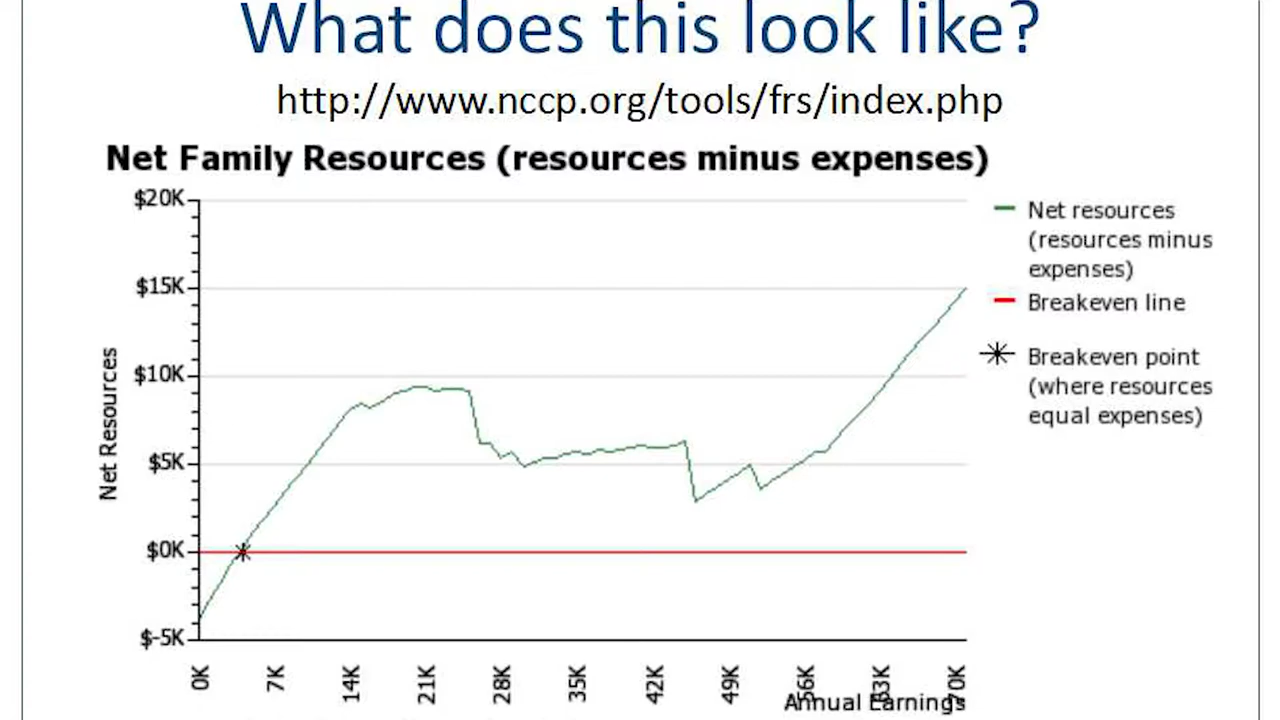 What does this look like?
http://www.nccp.org/tools/frs/index.php
Net Family Resources (resources minus expenses)
$20K
$15K
$10K
$5K
$0K
$-5K
Net Resources
0K
7K
14K
21K
28K
35K
42K
49K
56K
63K
70K
Annual Earnings
Net resources
(resources minus
expenses)
Breakeven line
Breakeven point
(where resources
equal expenses)